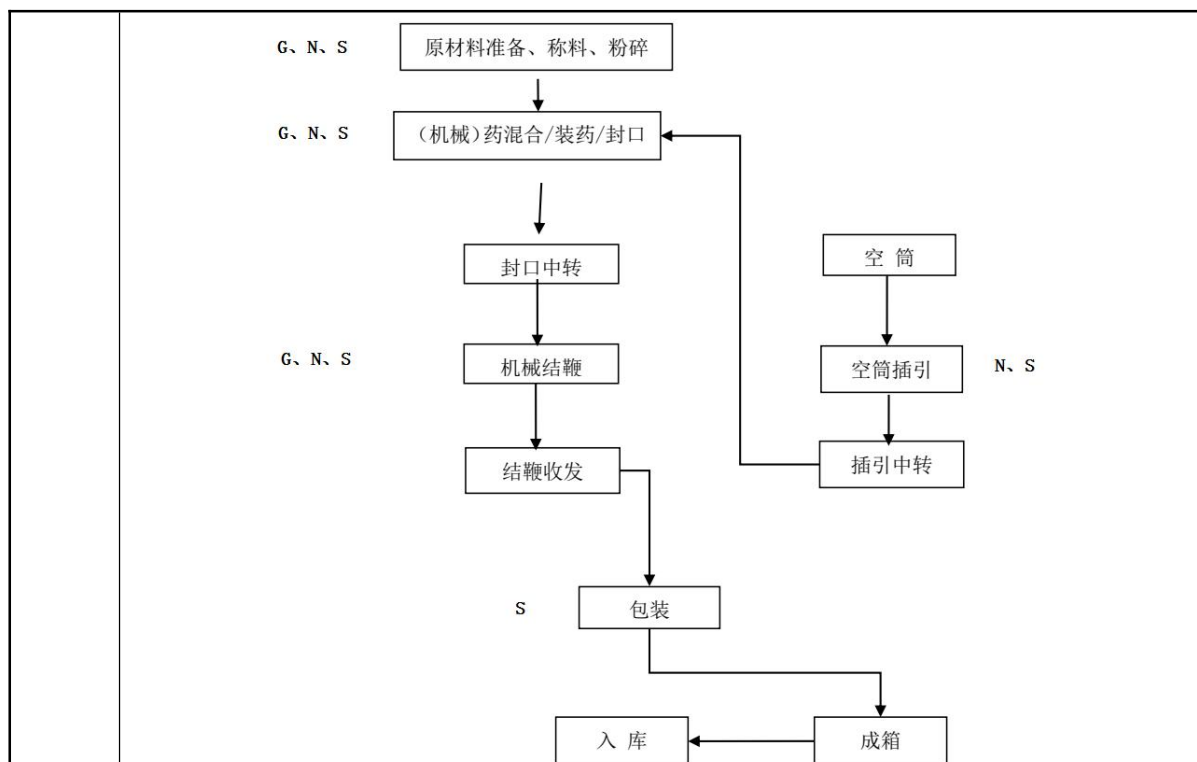 G、N、S 原材料准备、称料、粉碎
G、N、S （机械）药混合/装药/封口
封口中转
空 筒
G、N、S 机械结鞭
空筒插引 N、S
结鞭收发
插引中转
S 包装
入 库
成箱